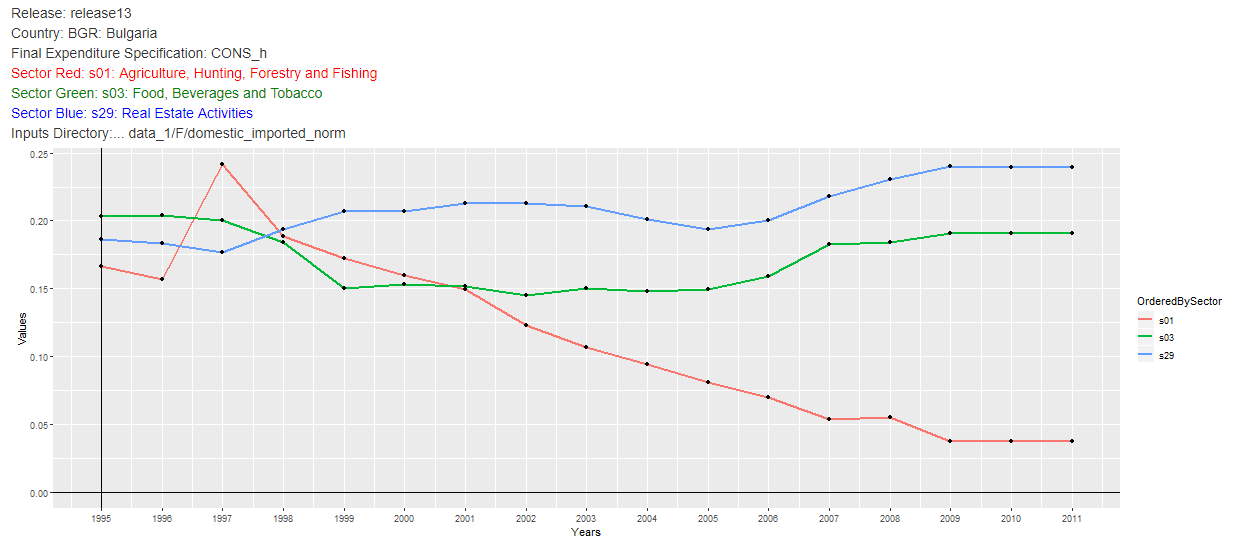 Release: release13
Country: BGR: Bulgaria
Final Expenditure Specification: CONS_h
Sector Red: s01: Agriculture, Hunting, Forestry and Fishing
Sector Green: s03: Food, Beverages and Tobacco
Sector Blue: s29: Real Estate Activities
Inputs Directory:... data_1/F/domestic_imported_norm
0.25
0.20
0.15
0.10
0.05
0.00
Values
1995 1996 1997 1998 1999 2000 2001 2002 2003 2004 2005 2006 2007 2008 2009 2010 2011
Years
OrderedBySector
s01
s03
s29